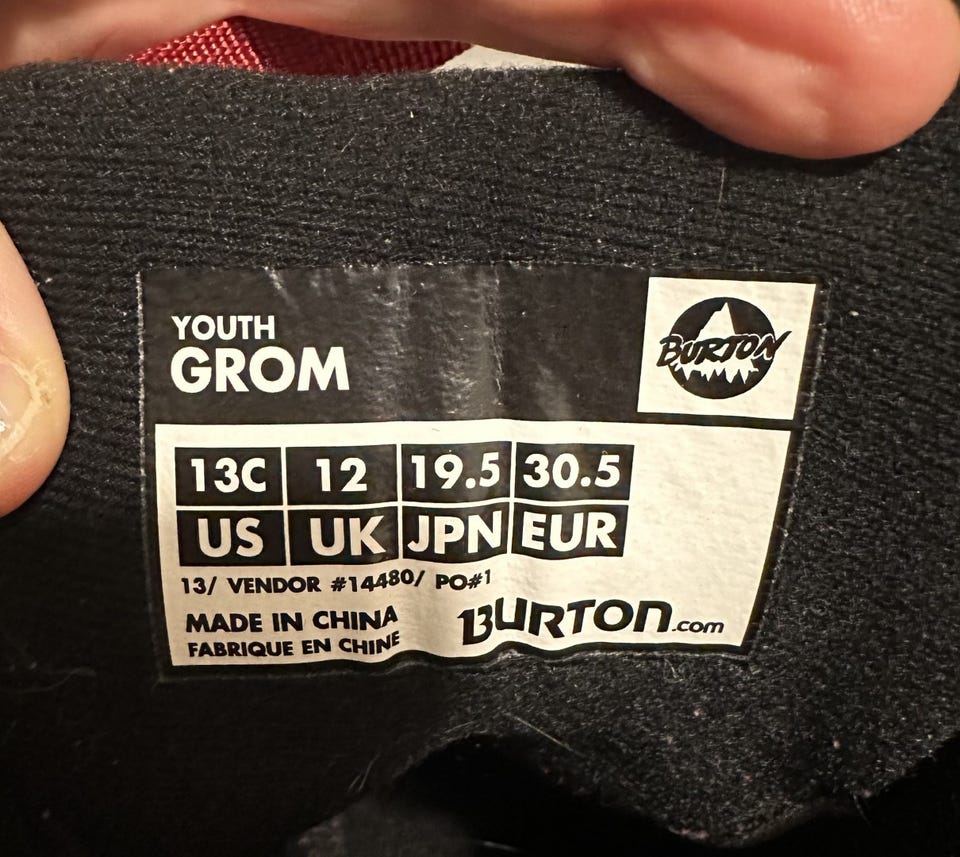 YOUTH
GROM
BURTON
13C 12 19.5 30.5
US UK JPN EUR
13/ VENDOR #14480/ PO#1
MADE IN CHINA
FABRIQUE EN CHINE
BURTON.com